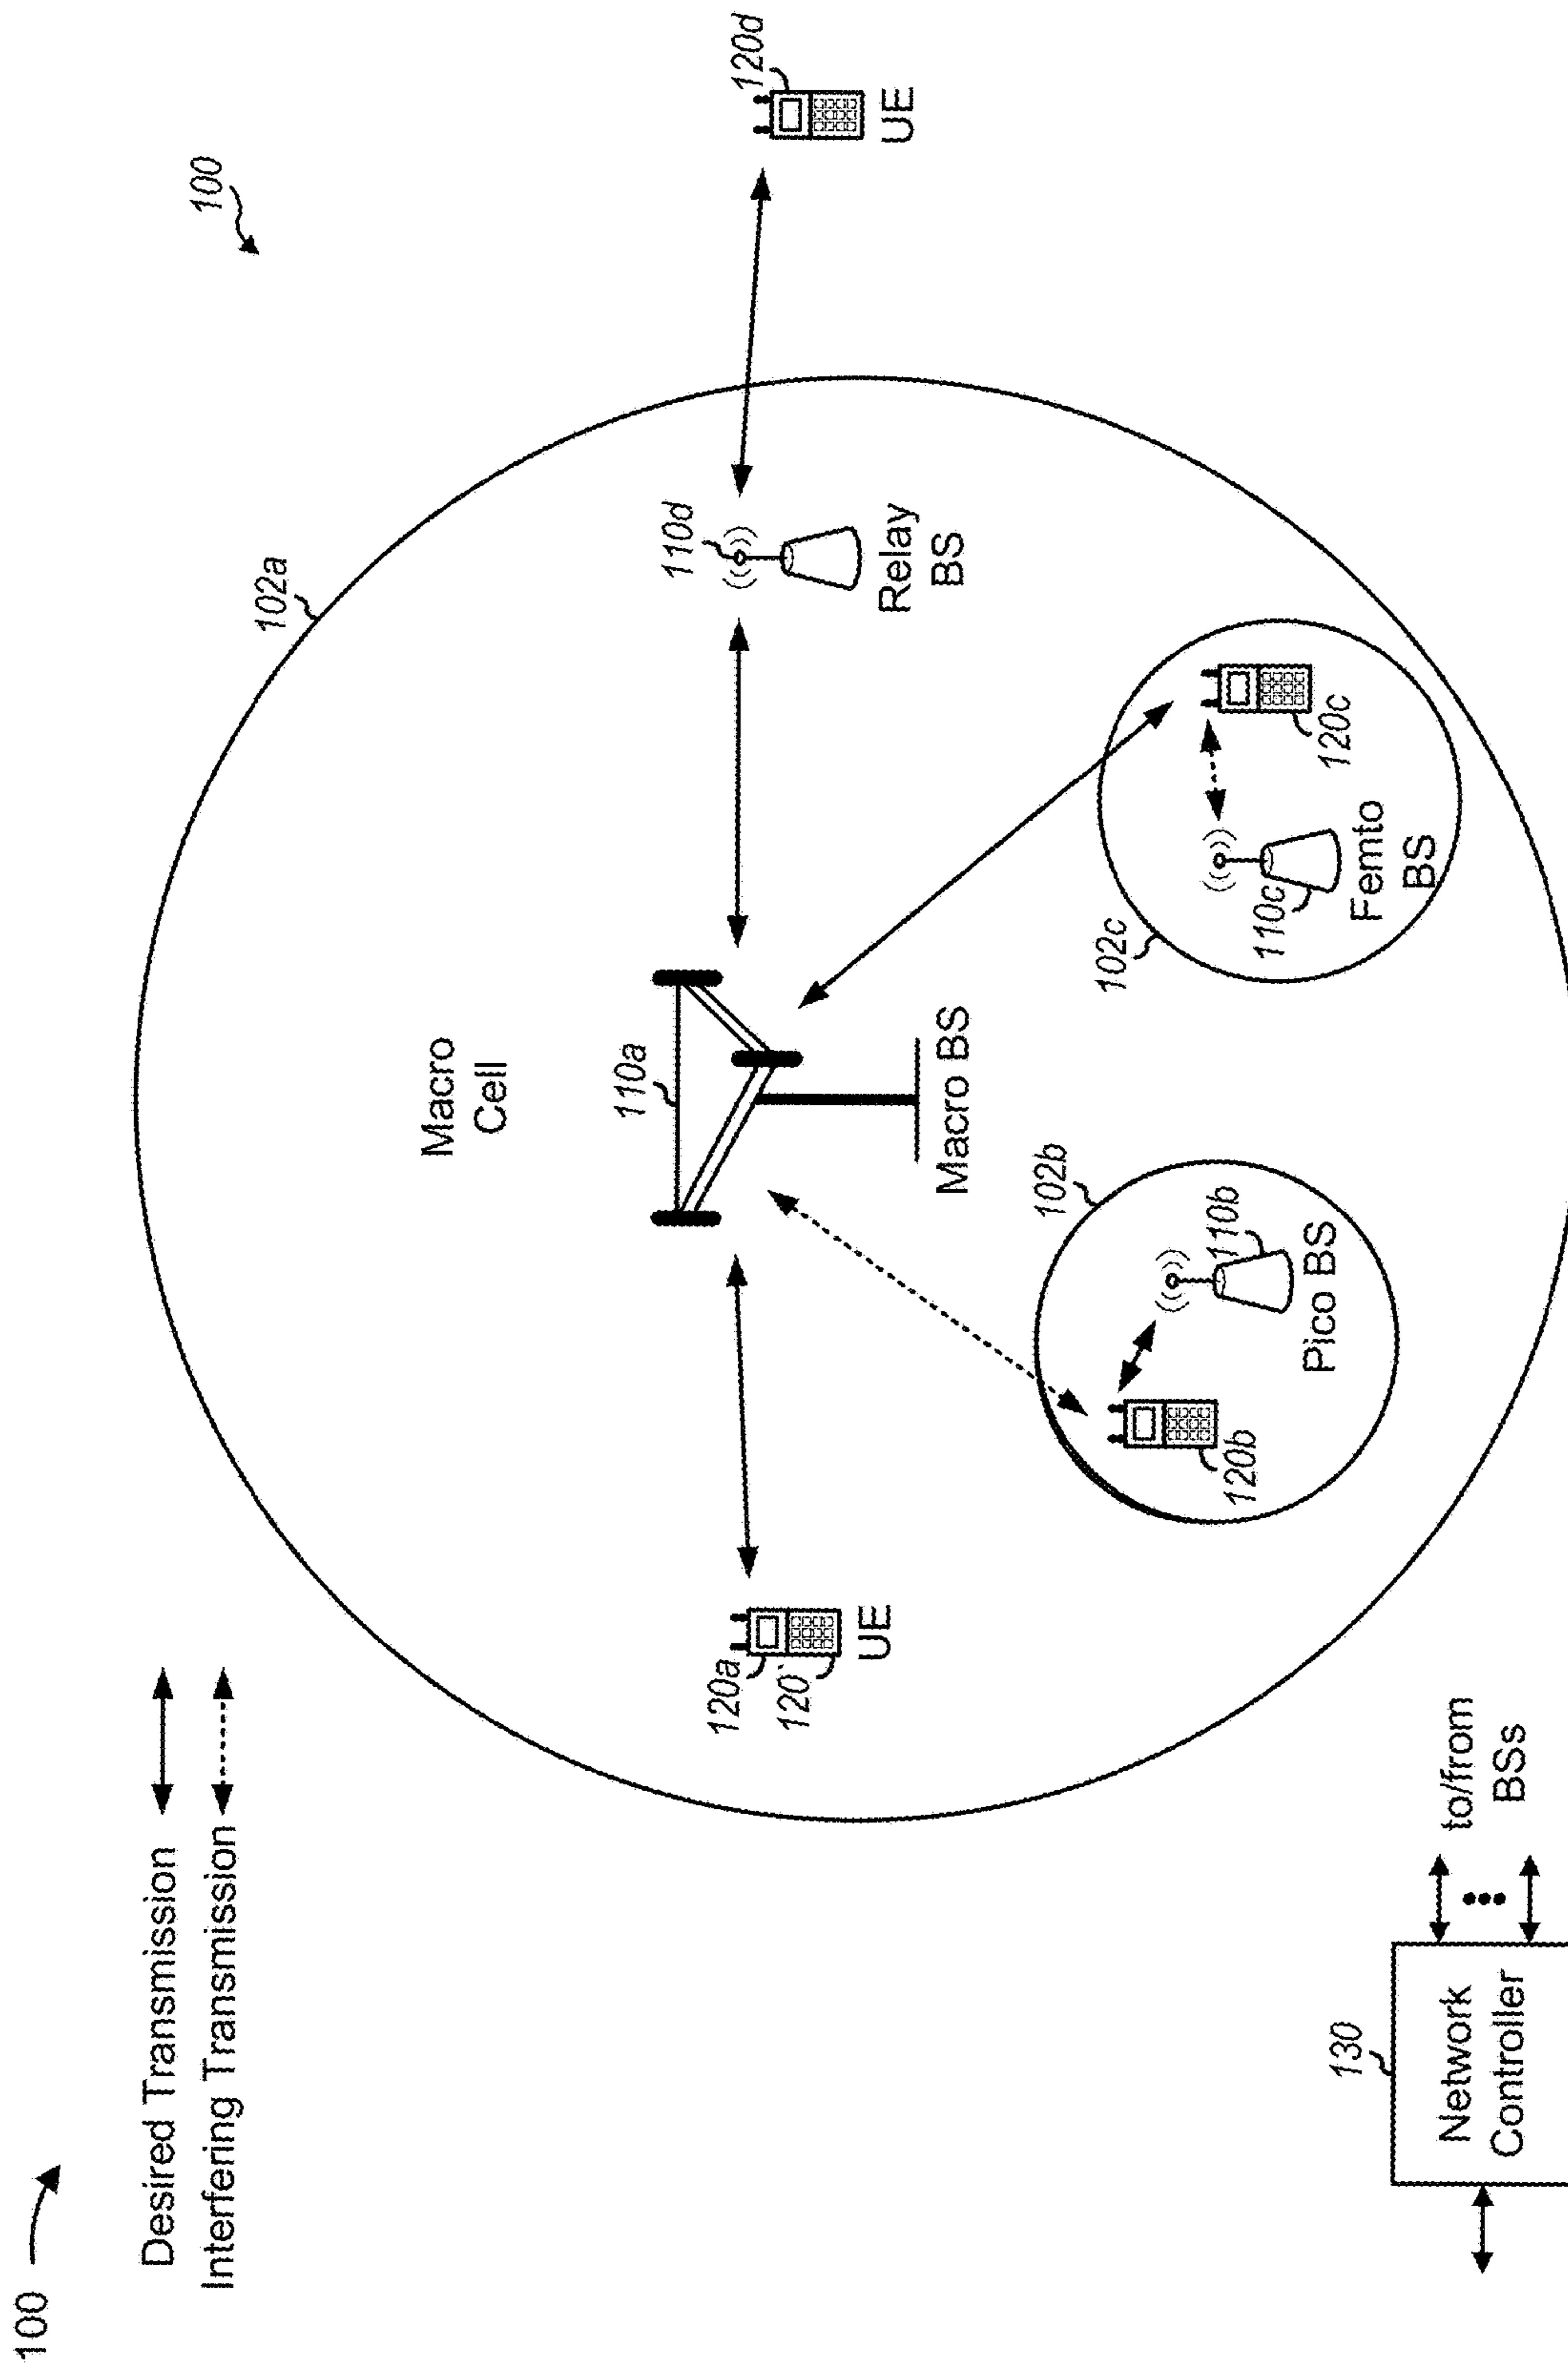 100
Desired Transmission
Interfering Transmission
100
102a
Macro
Cell
110a
110d
120d
120a
120`
UE
Macro BS
Relay
BS
UE
102b
102c
110b
120b
Pico BS
110c
120c
Femto
BS
130
Network
Controller
to/from
BSs